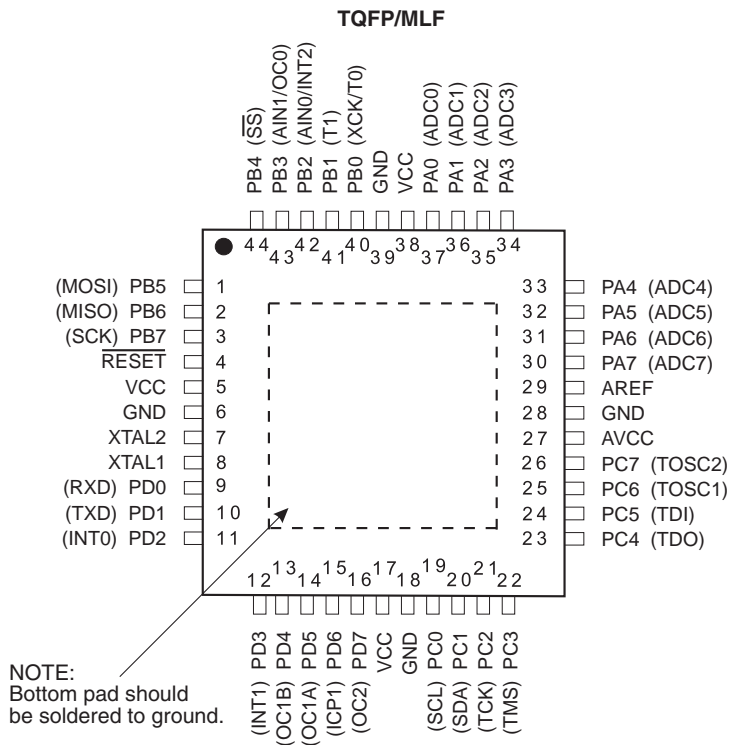 TQFP/MLF
PB4 (SS)
PB3 (AIN1/OC0)
PB2 (AIN0/INT2)
PB1 (T1)
PB0 (XCK/T0)
GND
VCC
PA0 (ADC0)
PA1 (ADC1)
PA2 (ADC2)
PA3 (ADC3)
44 43 42 41 40 39 38 37 36 35 34
(MOSI) PB5 1
(MISO) PB6 2
(SCK) PB7 3
RESET 4
VCC 5
GND 6
XTAL2 7
XTAL1 8
(RXD) PD0 9
(TXD) PD1 10
(INT0) PD2 11
33 PA4 (ADC4)
32 PA5 (ADC5)
31 PA6 (ADC6)
30 PA7 (ADC7)
29 AREF
28 GND
27 AVCC
26 PC7 (TOSC2)
25 PC6 (TOSC1)
24 PC5 (TDI)
23 PC4 (TDO)
12 13 14 15 16 17 18 19 20 21 22
(INT1) PD3
(OC1B) PD4
(OC1A) PD5
(ICP1) PD6
(OC2) PD7
VCC
GND
(SCL) PC0
(SDA) PC1
(TCK) PC2
(TMS) PC3
NOTE:
Bottom pad should
be soldered to ground.